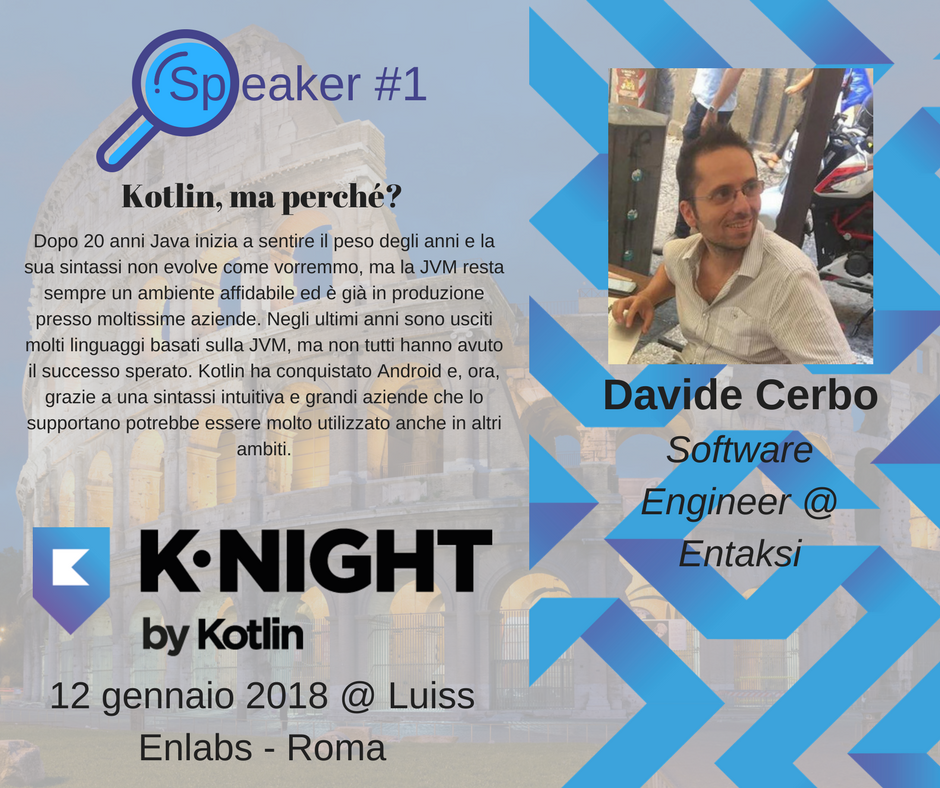 Speaker #1
Kotlin, ma perché?
Dopo 20 anni Java inizia a sentire il peso degli anni e la
sua sintassi non evolve come vorremmo, ma la JVM resta
sempre un ambiente affidabile ed è già in produzione
presso moltissime aziende. Negli ultimi anni sono usciti
molti linguaggi basati sulla JVM, ma non tutti hanno avuto
il successo sperato. Kotlin ha conquistato Android e, ora,
grazie a una sintassi intuitiva e grandi aziende che lo
supportano potrebbe essere molto utilizzato anche in altri
ambiti.
K·NIGHT
by Kotlin
12 gennaio 2018 @ Luiss
Enlabs - Roma
Davide Cerbo
Software
Engineer @
Entaksi